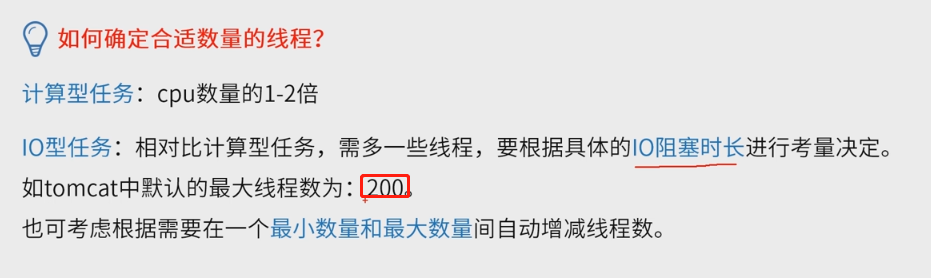 如何确定合适数量的线程？
计算型任务：cpu数量的1-2倍
IO型任务：相对比计算型任务，需多一些线程，要根据具体的IO阻塞时长进行考量决定。
如tomcat中默认的最大线程数为：200。
也可考虑根据需要在一个最小数量和最大数量间自动增减线程数。